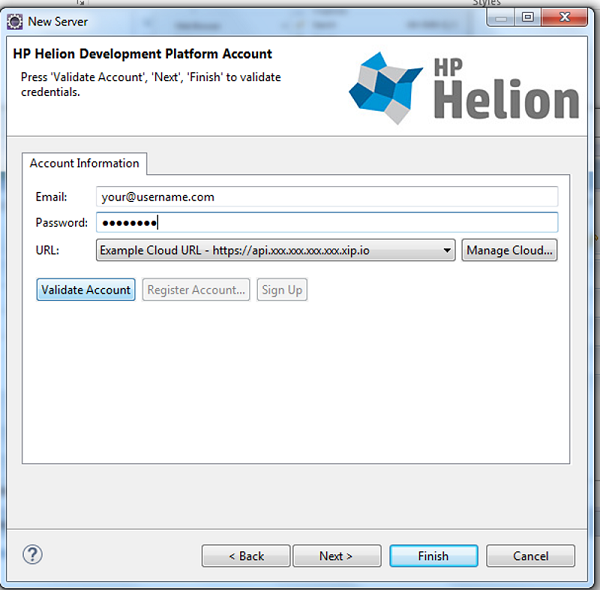 Styles
New Server
HP Helion Development Platform Account
Press 'Validate Account', 'Next', 'Finish' to validate
credentials.
HP
Helion
Account Information
Email: your@username.com
Password: ●●●●●●●●
URL: Example Cloud URL - https://api.xxx.xxx.xxx.xxx.xip.io Manage Cloud...
Validate Account Register Account... Sign Up
? < Back Next > Finish Cancel